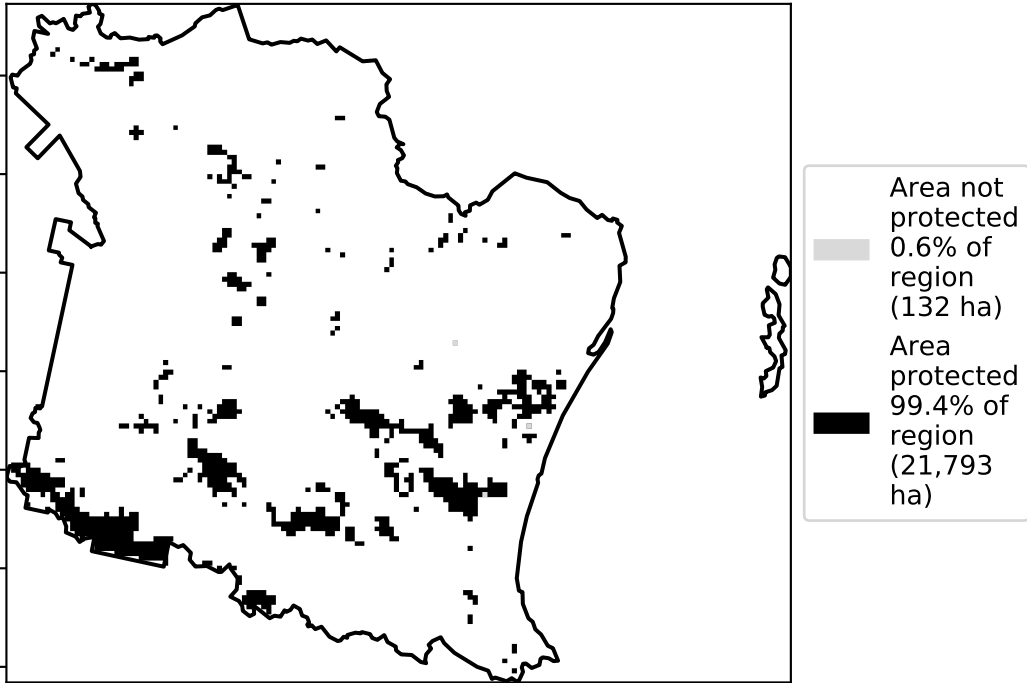 Area not
protected
0.6% of
region
(132 ha)
Area
protected
99.4% of
region
(21,793
ha)